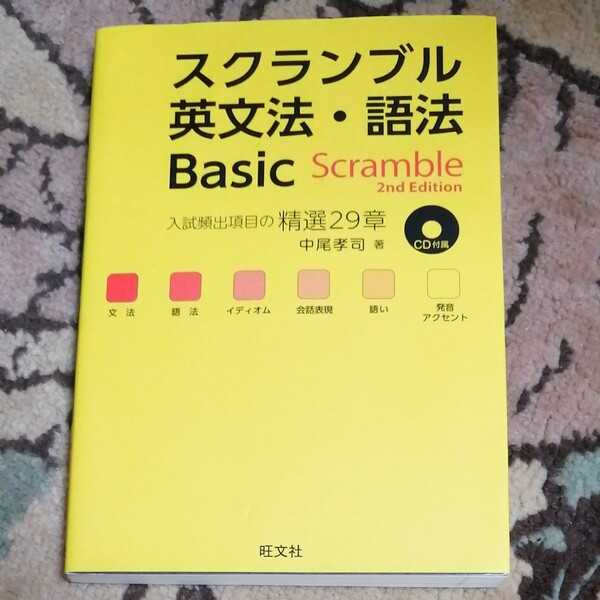 スクランブル
英文法・語法
Basic Scramble
2nd Edition
入試頻出項目の 精選29章
中尾孝司 著
CD付属
文法 語法 イディオム 会話表現 語い 発音アクセント
旺文社